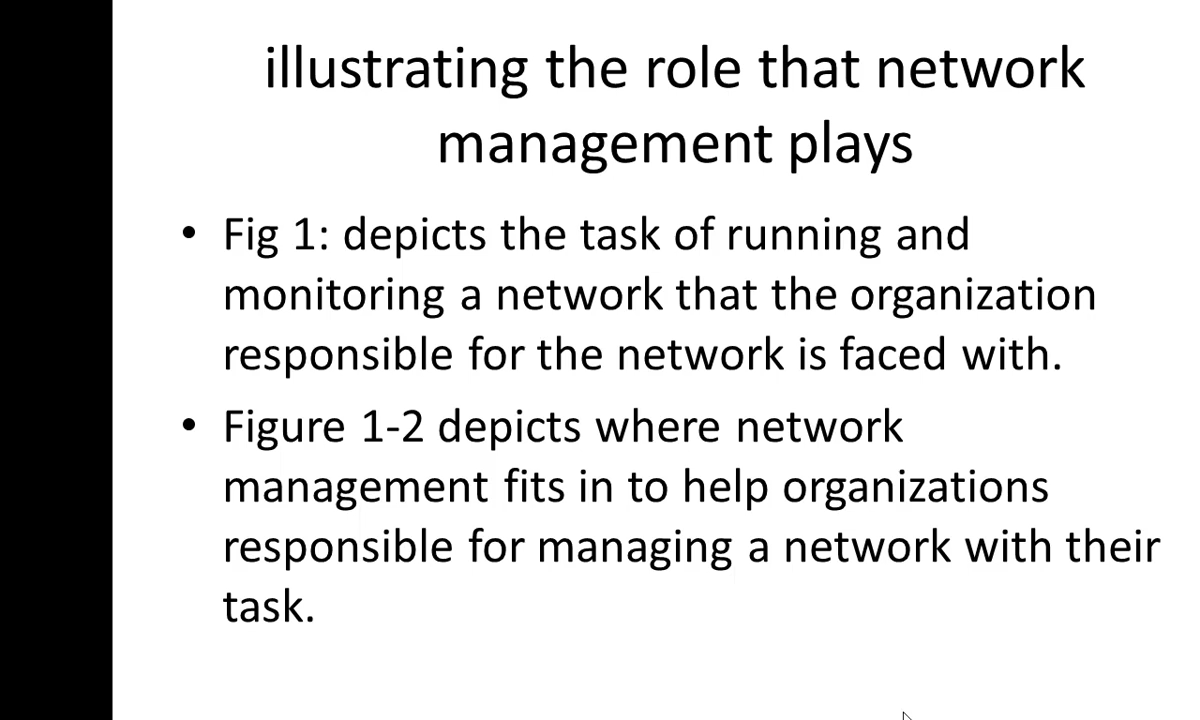 illustrating the role that network
management plays
• Fig 1: depicts the task of running and
monitoring a network that the organization
responsible for the network is faced with.
• Figure 1-2 depicts where network
management fits in to help organizations
responsible for managing a network with their
task.